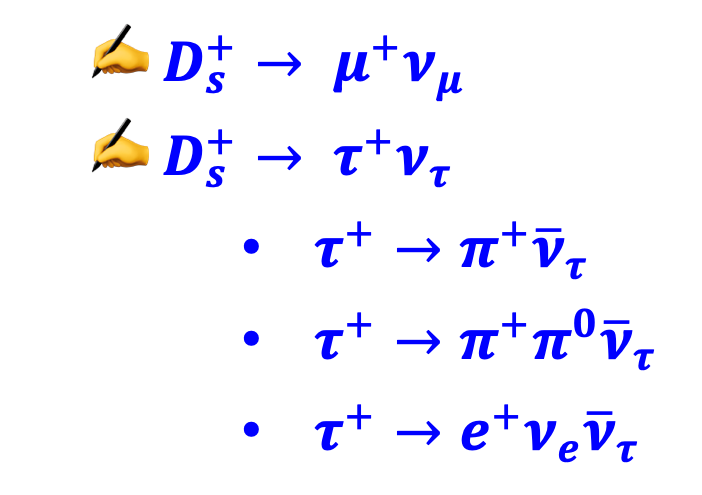 ✍️ D_s^+ → μ^+ν_μ
✍️ D_s^+ → τ^+ν_τ
• τ^+ → π^+ν̄_τ
• τ^+ → π^+π^0ν̄_τ
• τ^+ → e^+ν_eν̄_τ